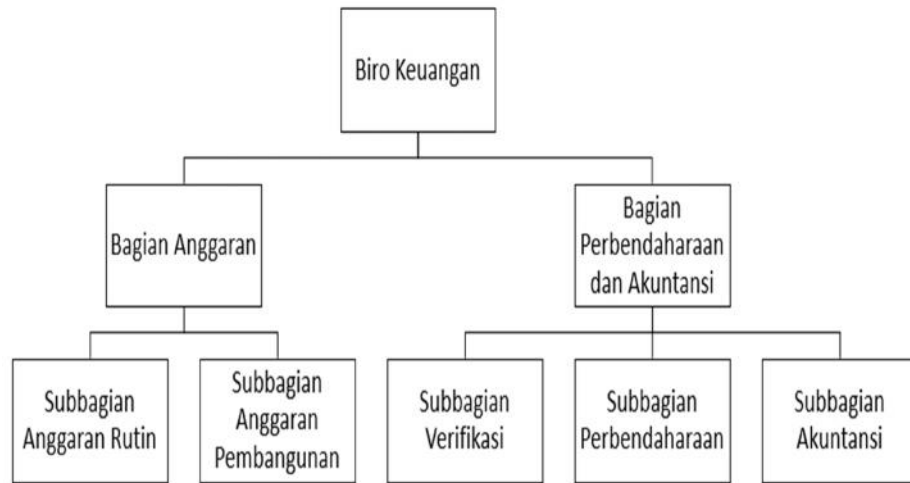 Biro Keuangan
Bagian Anggaran
Bagian
Perbendaharaan
dan Akuntansi
Subbagian
Anggaran Rutin
Subbagian
Anggaran
Pembangunan
Subbagian
Verifikasi
Subbagian
Perbendaharaan
Subbagian
Akuntansi